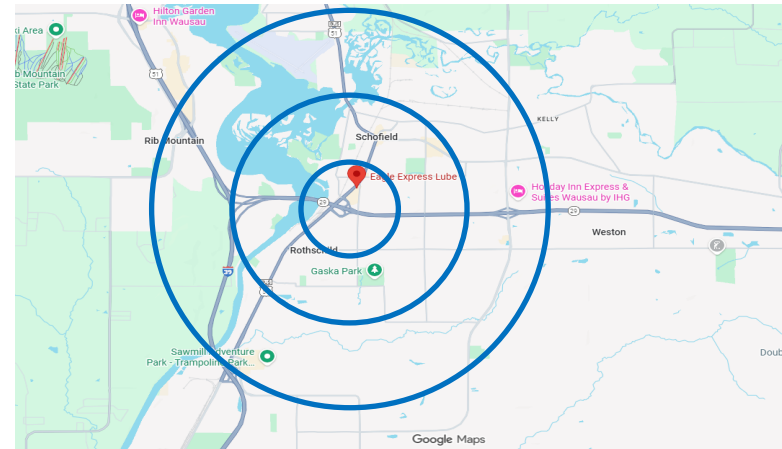 Hilton Garden
Inn Wausau
51
ki Area
51
b Mountain
State Park
KELLY
Schofield
Rib Mountain
Eagle Express Lube
Holiday Inn Express &
Suites Wausau by IHG
29
29
Weston
Rothschild
Gaska Park
39
Sawmill Adventure
Park - Trampoline Park...
Doub
Google Maps